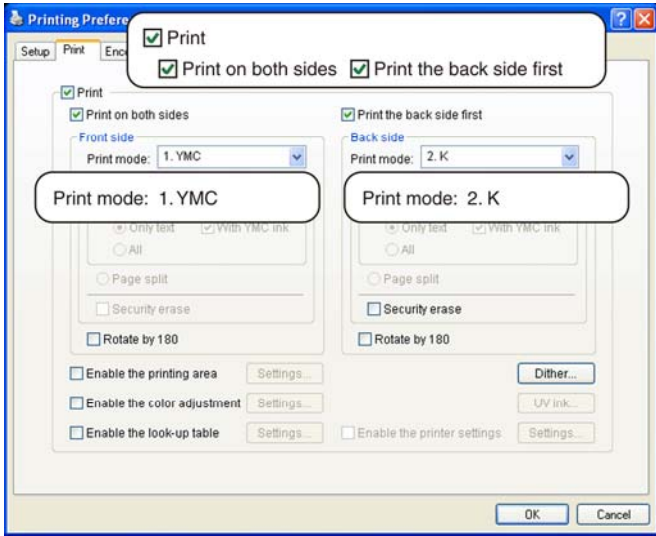 Printing Prefere
Print
Print on both sides Print the back side first
Setup Print Enco
Print
Print on both sides Print the back side first
Front side Back side
Print mode: 1. YMC Print mode: 2. K
Print mode: 1. YMC Print mode: 2. K
Only text With YMC ink Only text With YMC ink
All All
Page split Page split
Security erase Security erase
Rotate by 180 Rotate by 180
Enable the printing area Settings... Dither...
Enable the color adjustment Settings... UV ink...
Enable the look-up table Settings... Enable the printer settings Settings...
OK Cancel